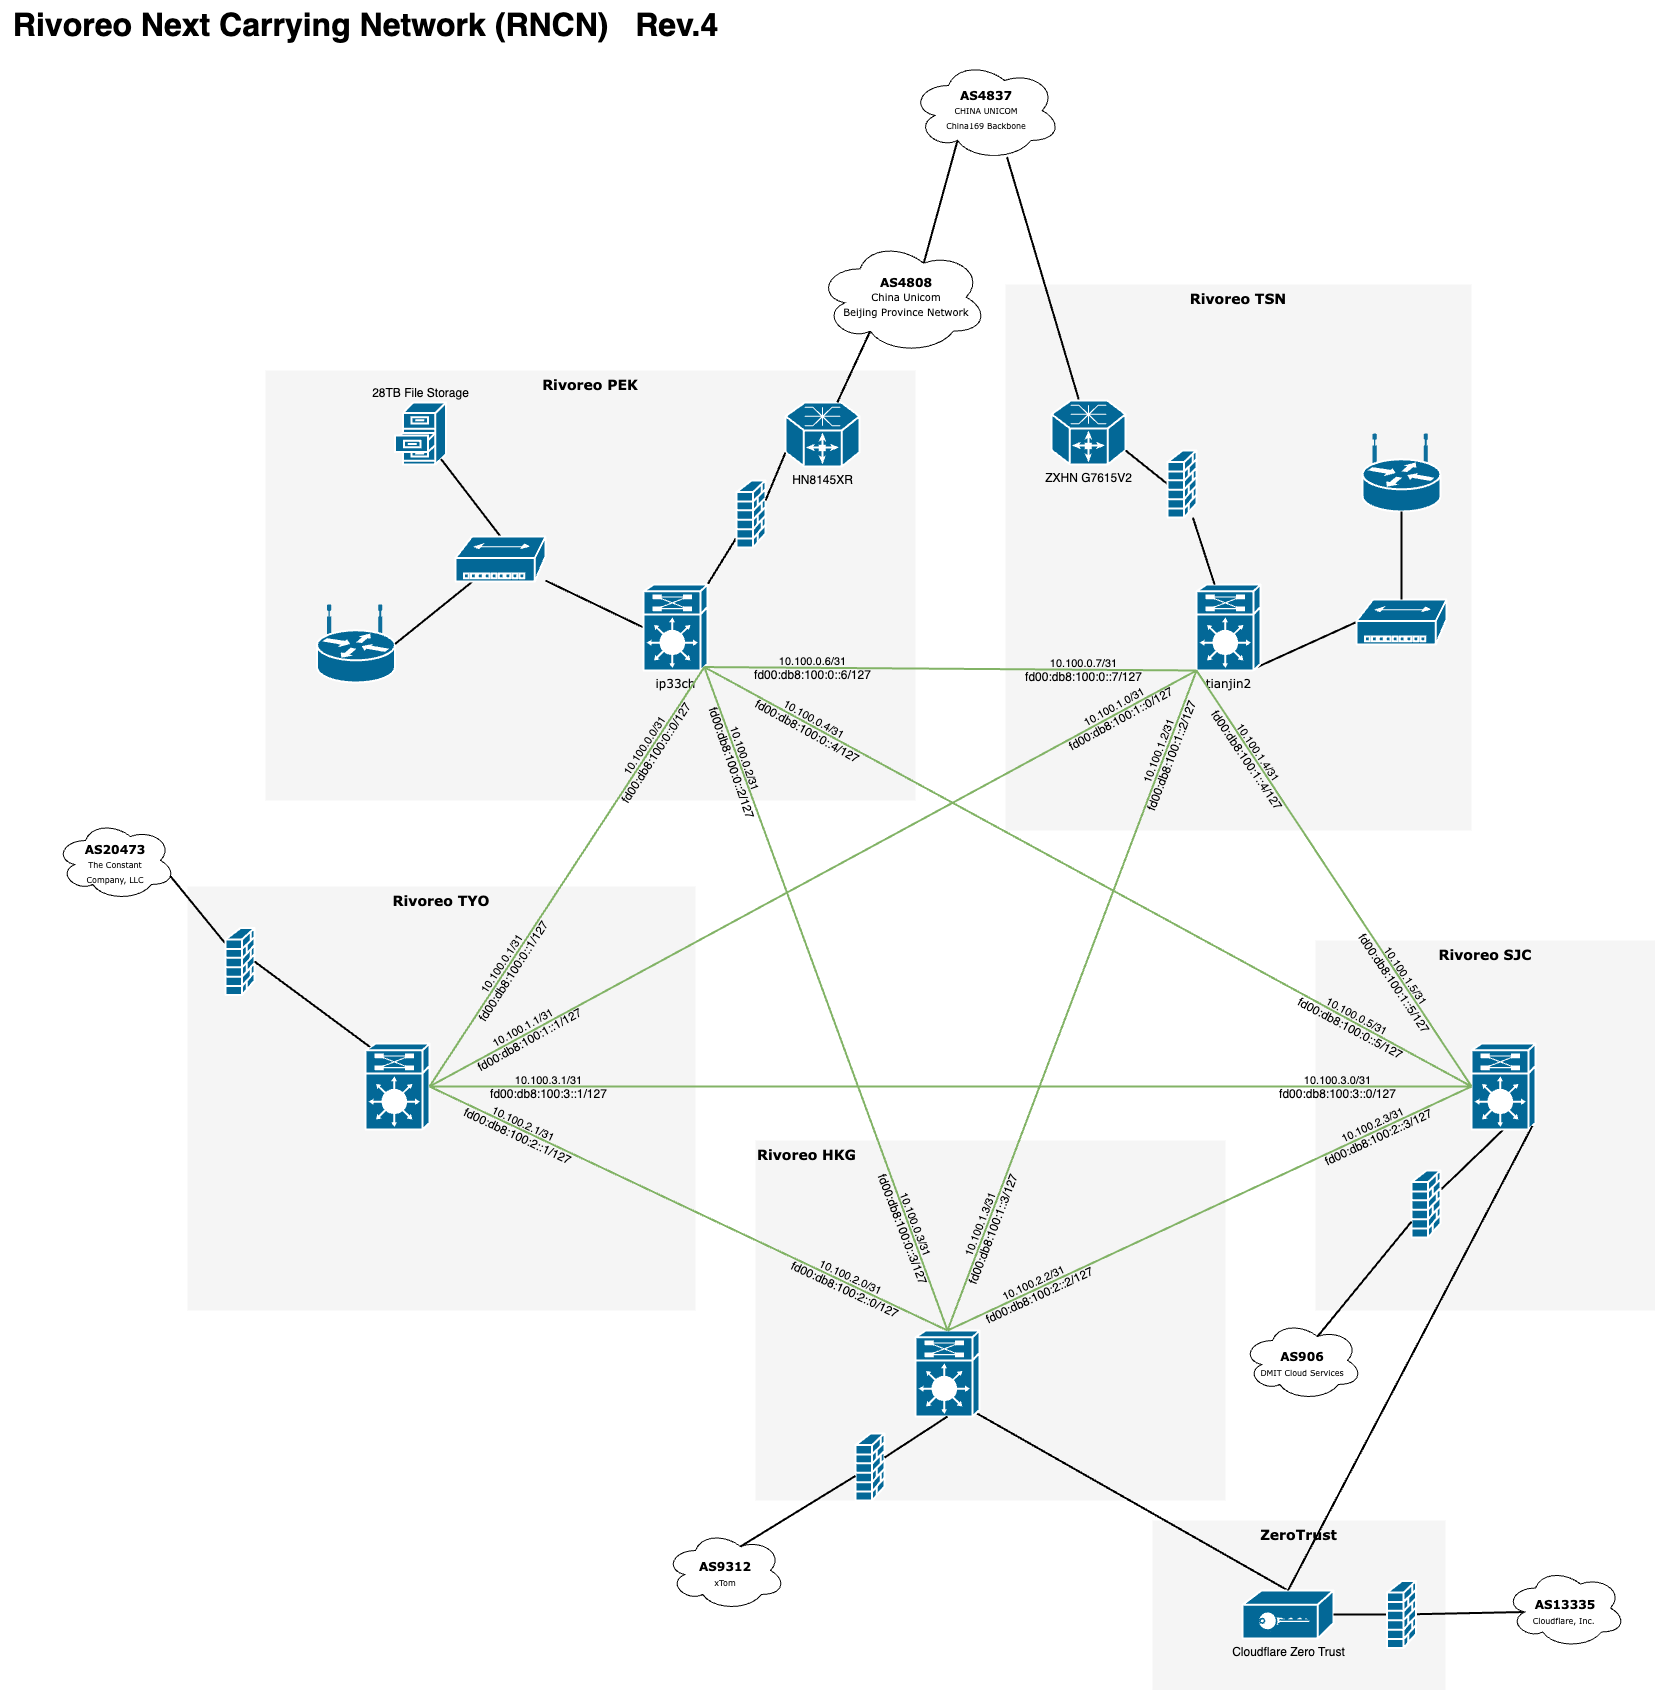 Rivoreo Next Carrying Network (RNCN)   Rev.4
AS4837
CHINA UNICOM
China169 Backbone
AS4808
China Unicom
Beijing Province Network
Rivoreo TSN
Rivoreo PEK
28TB File Storage
HN8145XR
ZXHN G7615V2
ip33ch
tianjin2
10.100.0.6/31
fd00:db8:100:0::6/127
10.100.0.7/31
fd00:db8:100:0::7/127
10.100.0.0/31
fd00:db8:100:0::0/127
10.100.0.2/31
fd00:db8:100:0::2/127
10.100.0.4/31
fd00:db8:100:0::4/127
10.100.1.0/31
fd00:db8:100:1::0/127
10.100.1.2/31
fd00:db8:100:1::2/127
10.100.1.4/31
fd00:db8:100:1::4/127
AS20473
The Constant
Company, LLC
Rivoreo TYO
10.100.0.1/31
fd00:db8:100:0::1/127
10.100.1.1/31
fd00:db8:100:1::1/127
10.100.3.1/31
fd00:db8:100:3::1/127
10.100.2.1/31
fd00:db8:100:2::1/127
Rivoreo SJC
10.100.1.5/31
fd00:db8:100:1::5/127
10.100.0.5/31
fd00:db8:100:0::5/127
10.100.3.0/31
fd00:db8:100:3::0/127
10.100.2.3/31
fd00:db8:100:2::3/127
Rivoreo HKG
10.100.2.0/31
fd00:db8:100:2::0/127
10.100.0.3/31
fd00:db8:100:0::3/127
10.100.1.3/31
fd00:db8:100:1::3/127
10.100.2.2/31
fd00:db8:100:2::2/127
AS906
DMIT Cloud Services
AS9312
xTom
ZeroTrust
Cloudflare Zero Trust
AS13335
Cloudflare, Inc.